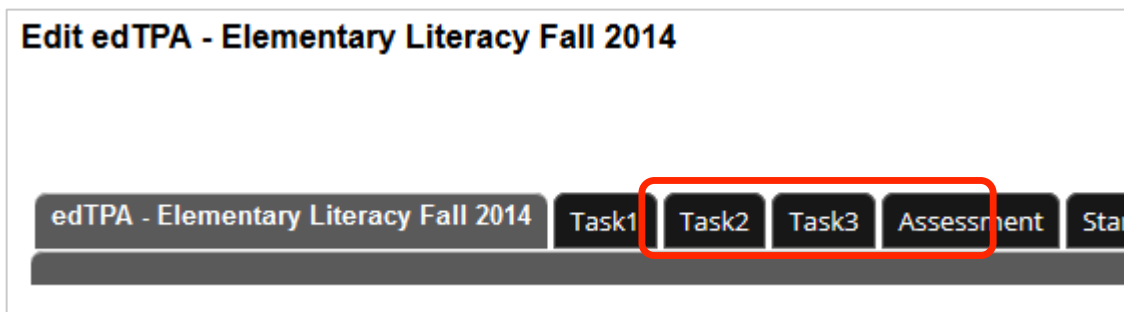 Edit edTPA - Elementary Literacy Fall 2014
edTPA - Elementary Literacy Fall 2014 Task1 Task2 Task3 Assessment